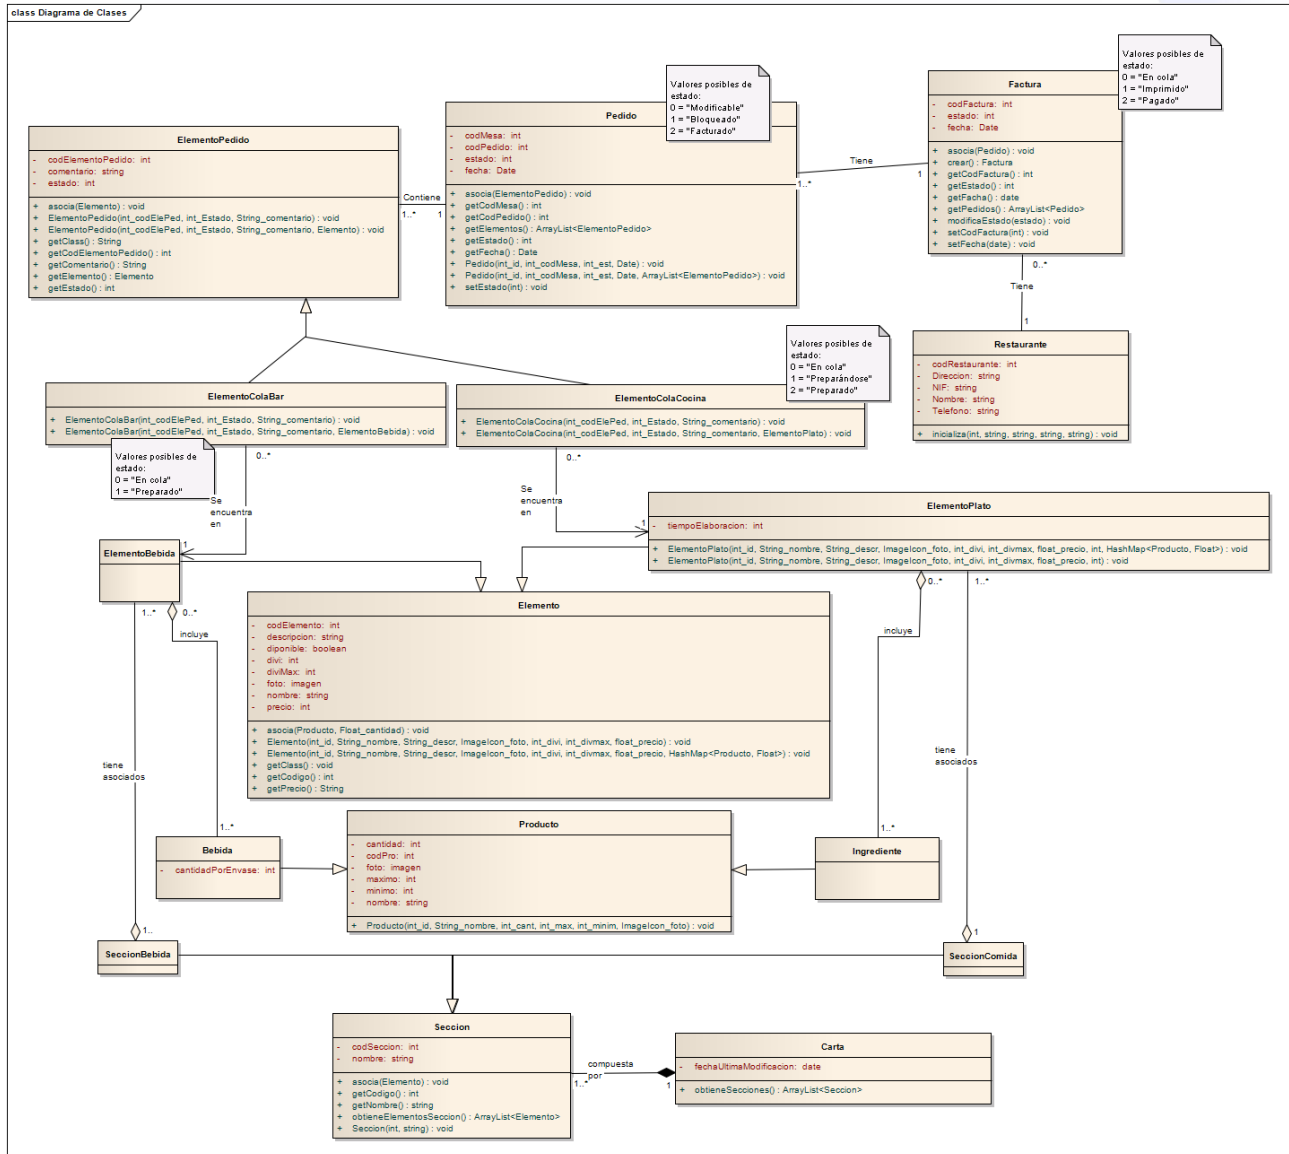 class Diagrama de Clases
Valores posibles de
estado:
0 = "En cola"
1 = "Imprimido"
2 = "Pagado"
Valores posibles de
estado:
0 = "Modificable"
1 = "Bloqueado"
2 = "Facturado"
Factura
- codFactura: int
- estado: int
- fecha: Date
+ asocia(Pedido) : void
+ crear() : Factura
+ getCodFactura() : int
+ getEstado() : int
+ getFacha() : date
+ getPedidos() : ArrayList<Pedido>
+ modificaEstado(estado) : void
+ setCodFactura(int) : void
+ setFecha(date) : void
Pedido
- codMesa: int
- codPedido: int
- estado: int
- fecha: Date
+ asocia(ElementoPedido) : void
+ getCodMesa() : int
+ getCodPedido() : int
+ getElementos() : ArrayList<ElementoPedido>
+ getEstado() : int
+ getFecha() : Date
+ Pedido(int_id, int_codMesa, int_est, Date) : void
+ Pedido(int_id, int_codMesa, int_est, Date, ArrayList<ElementoPedido>) : void
+ setEstado(int) : void
ElementoPedido
- codElementoPedido: int
- comentario: string
- estado: int
+ asocia(Elemento) : void
+ ElementoPedido(int_codElePed, int_Estado, String_comentario) : void
+ ElementoPedido(int_codElePed, int_Estado, String_comentario, Elemento) : void
+ getClass() : String
+ getCodElementoPedido() : int
+ getComentario() : String
+ getElemento() : Elemento
+ getEstado() : int
Contiene
1..*
1
Tiene
1..*
1
0..*
Tiene
1
Restaurante
- codRestaurante: int
- Direccion: string
- NIF: string
- Nombre: string
- Telefono: string
+ inicializa(int, string, string, string, string) : void
Valores posibles de
estado:
0 = "En cola"
1 = "Preparándose"
2 = "Preparado"
ElementoColaBar
+ ElementoColaBar(int_codElePed, int_Estado, String_comentario) : void
+ ElementoColaBar(int_codElePed, int_Estado, String_comentario, ElementoBebida) : void
ElementoColaCocina
+ ElementoColaCocina(int_codElePed, int_Estado, String_comentario) : void
+ ElementoColaCocina(int_codElePed, int_Estado, String_comentario, ElementoPlato) : void
Valores posibles de
estado:
0 = "En cola"
1 = "Preparado"
0..*
Se
encuentra
en
1
0..*
Se
encuentra
en
1
ElementoPlato
- tiempoElaboracion: int
+ ElementoPlato(int_id, String_nombre, String_descr, ImageIcon_foto, int_divi, int_divmax, float_precio, int, HashMap<Producto, Float>) : void
+ ElementoPlato(int_id, String_nombre, String_descr, ImageIcon_foto, int_divi, int_divmax, float_precio, int) : void
ElementoBebida
1..*
0..*
incluye
0..*
1..*
incluye
Elemento
- codElemento: int
- descripcion: string
- diponible: boolean
- divi: int
- diviMax: int
- foto: imagen
- nombre: string
- precio: int
+ asocia(Producto, Float_cantidad) : void
+ Elemento(int_id, String_nombre, String_descr, ImageIcon_foto, int_divi, int_divmax, float_precio) : void
+ Elemento(int_id, String_nombre, String_descr, ImageIcon_foto, int_divi, int_divmax, float_precio, HashMap<Producto, Float>) : void
+ getClass() : void
+ getCodigo() : int
+ getPrecio() : String
tiene
asociados
tiene
asociados
1..*
1..*
Bebida
- cantidadPorEnvase: int
Producto
- cantidad: int
- codPro: int
- foto: imagen
- maximo: int
- minimo: int
- nombre: string
+ Producto(int_id, String_nombre, int_cant, int_max, int_minim, ImageIcon_foto) : void
Ingrediente
1..
1
SeccionBebida
SeccionComida
Seccion
- codSeccion: int
- nombre: string
+ asocia(Elemento) : void
+ getCodigo() : int
+ getNombre() : string
+ obtieneElementosSeccion() : ArrayList<Elemento>
+ Seccion(int, string) : void
compuesta
por
1..*
1
Carta
- fechaUltimaModificacion: date
+ obtieneSecciones() : ArrayList<Seccion>